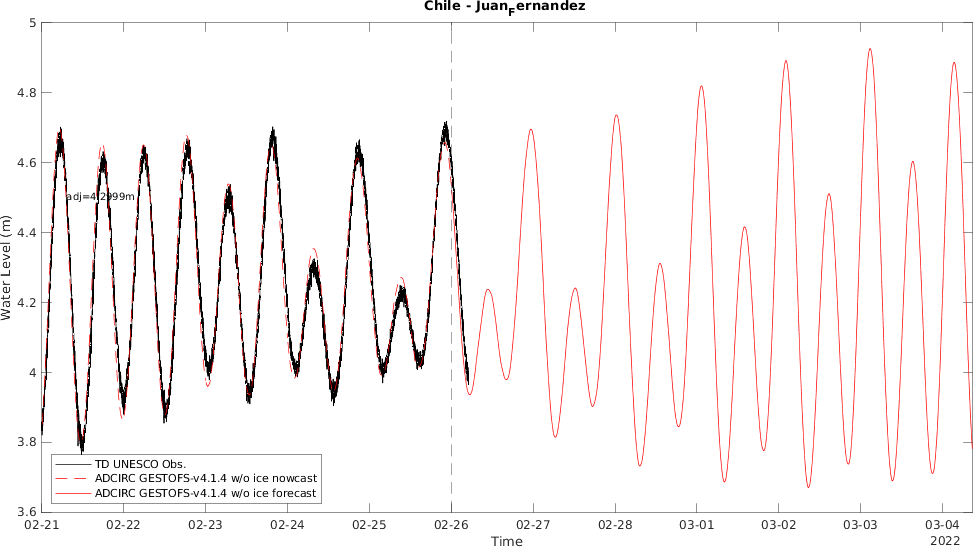 Chile - JuanFernandez
5
4.8
4.6
4.4
4.2
4
3.8
3.6
Water Level (m)
adj=4.2999m
TD UNESCO Obs.
ADCIRC GESTOFS-v4.1.4 w/o ice nowcast
ADCIRC GESTOFS-v4.1.4 w/o ice forecast
02-21 02-22 02-23 02-24 02-25 02-26 02-27 02-28 03-01 03-02 03-03 03-04
2022
Time